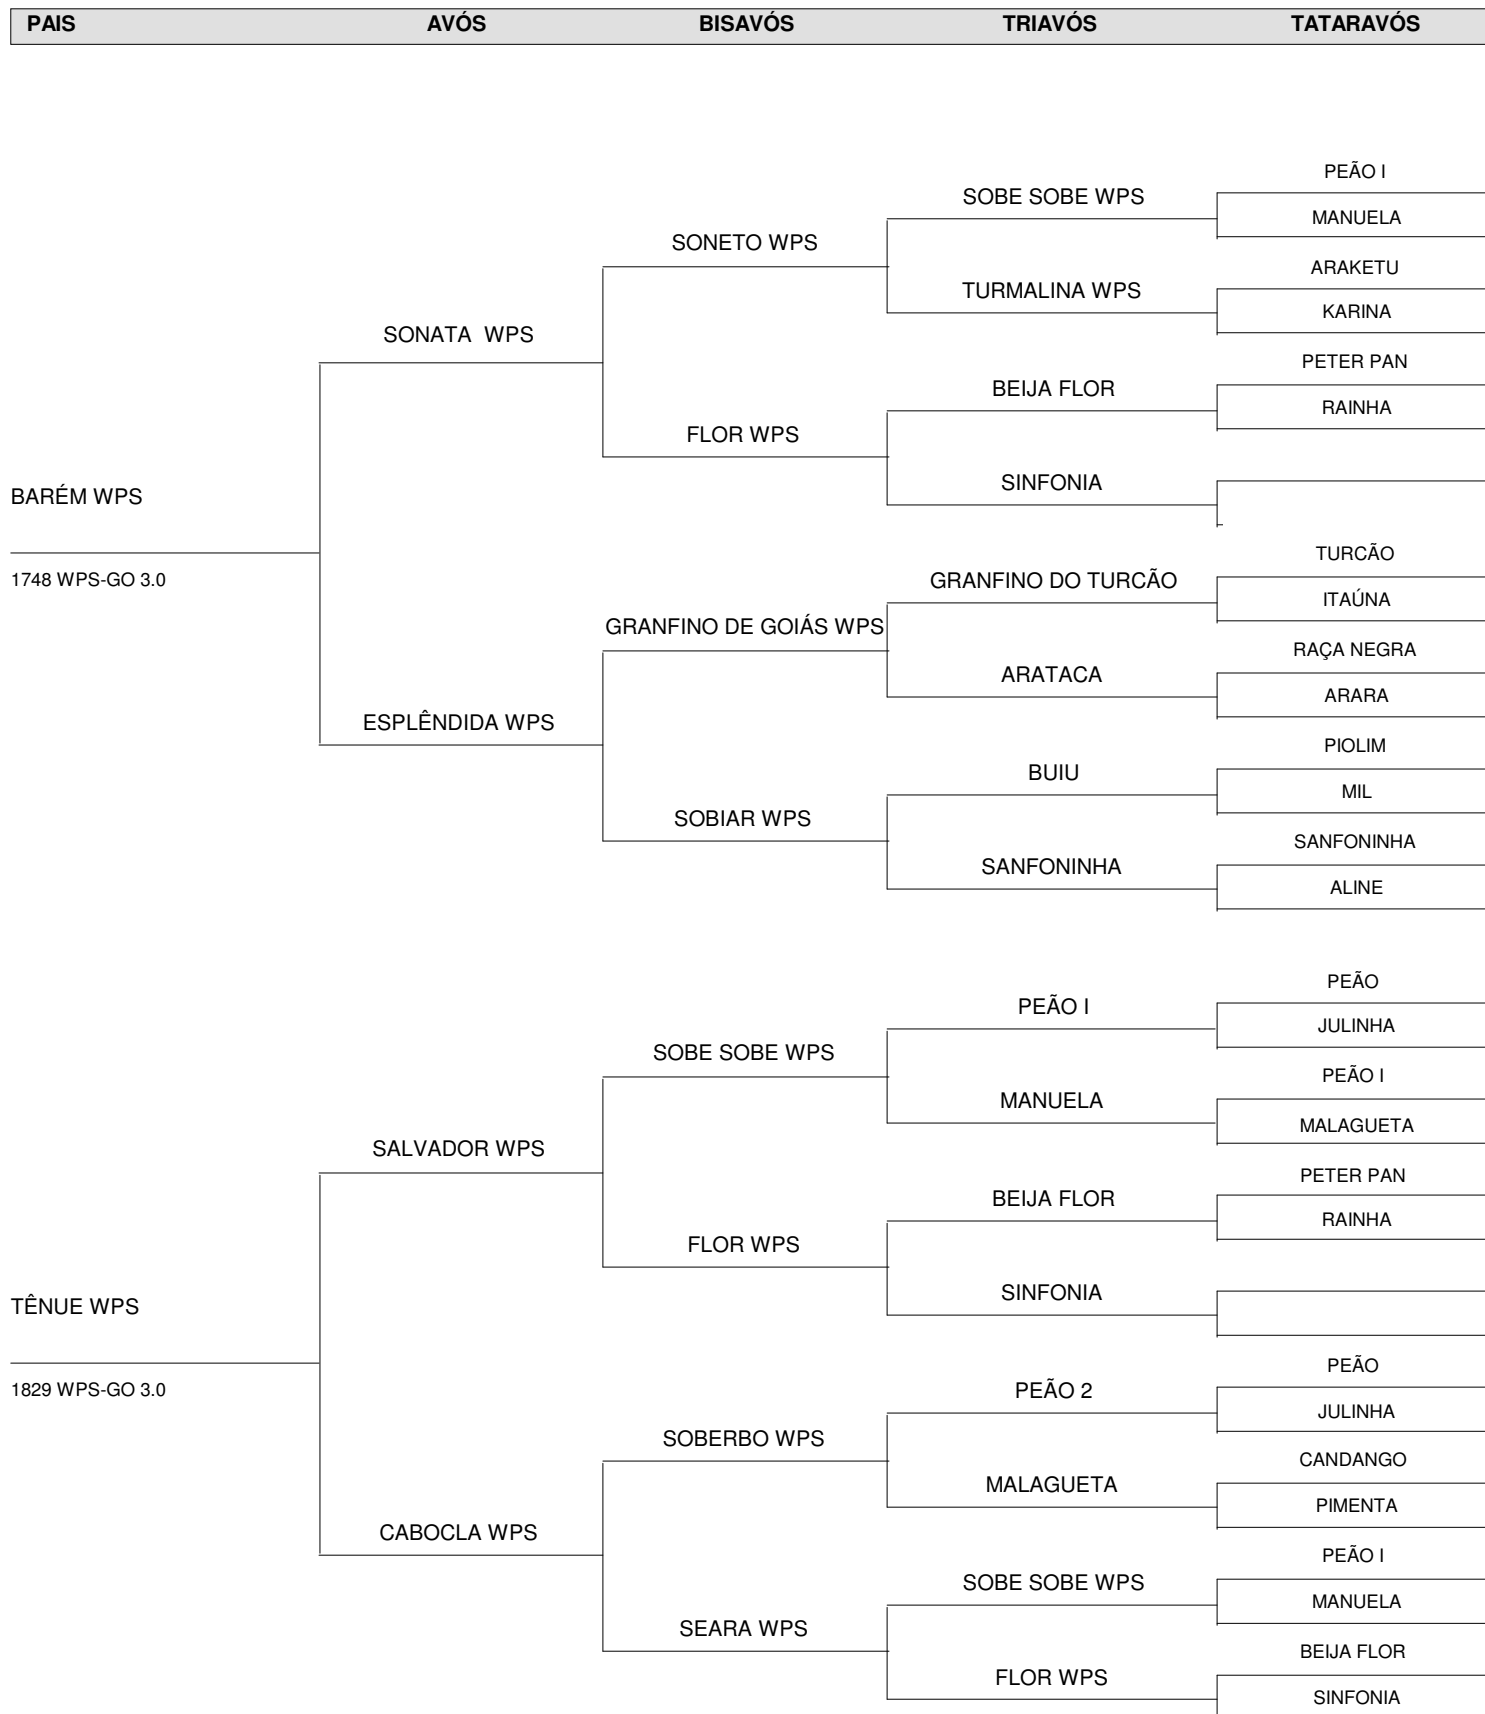 PAIS AVÓS BISAVÓS TRIAVÓS TATARAVÓS
PEÃO I
SOBE SOBE WPS
MANUELA
SONETO WPS
ARAKETU
TURMALINA WPS
KARINA
SONATA WPS
PETER PAN
BEIJA FLOR
RAINHA
FLOR WPS
SINFONIA
BARÉM WPS
TURCÃO
1748 WPS-GO 3.0
GRANFINO DO TURCÃO
ITAÚNA
GRANFINO DE GOIÁS WPS
RAÇA NEGRA
ARATACA
ARARA
ESPLÊNDIDA WPS
PIOLIM
BUIU
MIL
SOBIAR WPS
SANFONINHA
SANFONINHA
ALINE
PEÃO
PEÃO I
JULINHA
SOBE SOBE WPS
PEÃO I
MANUELA
MALAGUETA
SALVADOR WPS
PETER PAN
BEIJA FLOR
RAINHA
FLOR WPS
SINFONIA
TÊNUE WPS
PEÃO
1829 WPS-GO 3.0
PEÃO 2
JULINHA
SOBERBO WPS
CANDANGO
MALAGUETA
PIMENTA
CABOCLA WPS
PEÃO I
SOBE SOBE WPS
MANUELA
SEARA WPS
BEIJA FLOR
FLOR WPS
SINFONIA